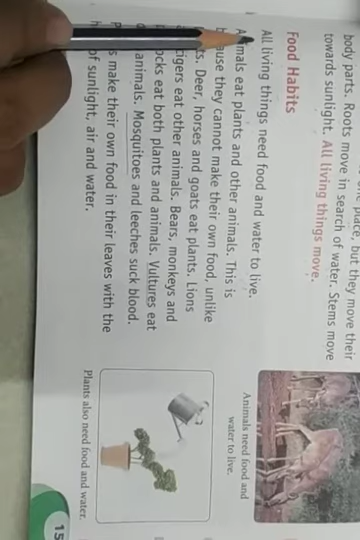 place, but they move their
body parts. Roots move in search of water. Stems move
towards sunlight. All living things move.
Food Habits
All living things need food and water to live.
Animals eat plants and other animals. This is
because they cannot make their own food, unlike
Deer, horses and goats eat plants. Lions
tigers eat other animals. Bears, monkeys and
eat both plants and animals. Vultures eat
animals. Mosquitoes and leeches suck blood.
make their own food in their leaves with the
of sunlight, air and water.
Animals need food and
water to live.
Plants also need food and water.
15